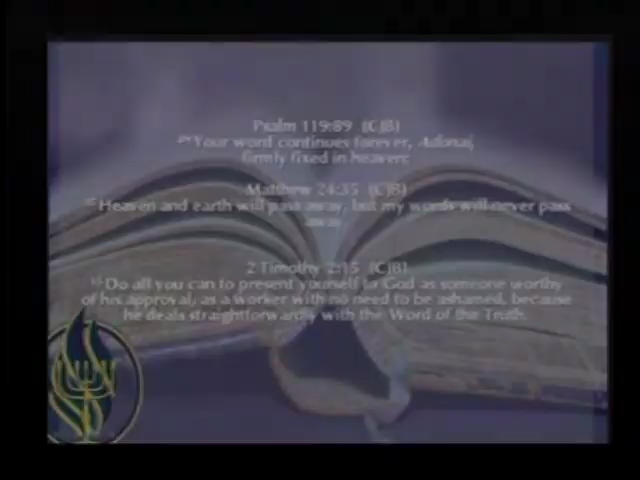 Psalm 119:89 (CJB)
89 Your word continues forever, Adonai,
firmly fixed in heaven;
Matthew 24:35 (CJB)
35 Heaven and earth will pass away, but my words will never pass
away.
2 Timothy 2:15 (CJB)
15 Do all you can to present yourself to God as someone worthy
of his approval, as a worker with no need to be ashamed, because
he deals straightforwardly with the Word of the Truth.